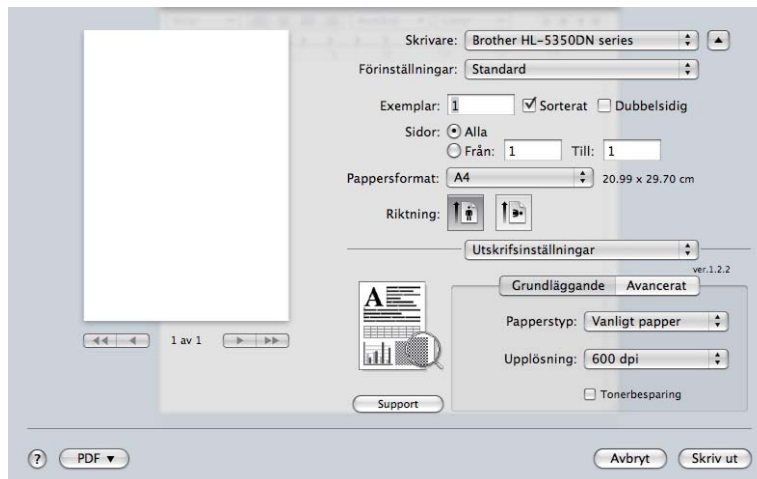 Skrivare: Brother HL-5350DN series
Förinställningar: Standard
Exemplar: 1 Sorterat Dubbelsidig
Sidor: Alla
Från: 1 Till: 1
Pappersformat: A4 20.99 x 29.70 cm
Riktning:
Utskrifsinställningar
ver.1.2.2
Grundläggande Avancerat
A
Papperstyp: Vanligt papper
1 av 1
Upplösning: 600 dpi
Tonerbesparing
Support
? PDF ▼ Avbryt Skriv ut